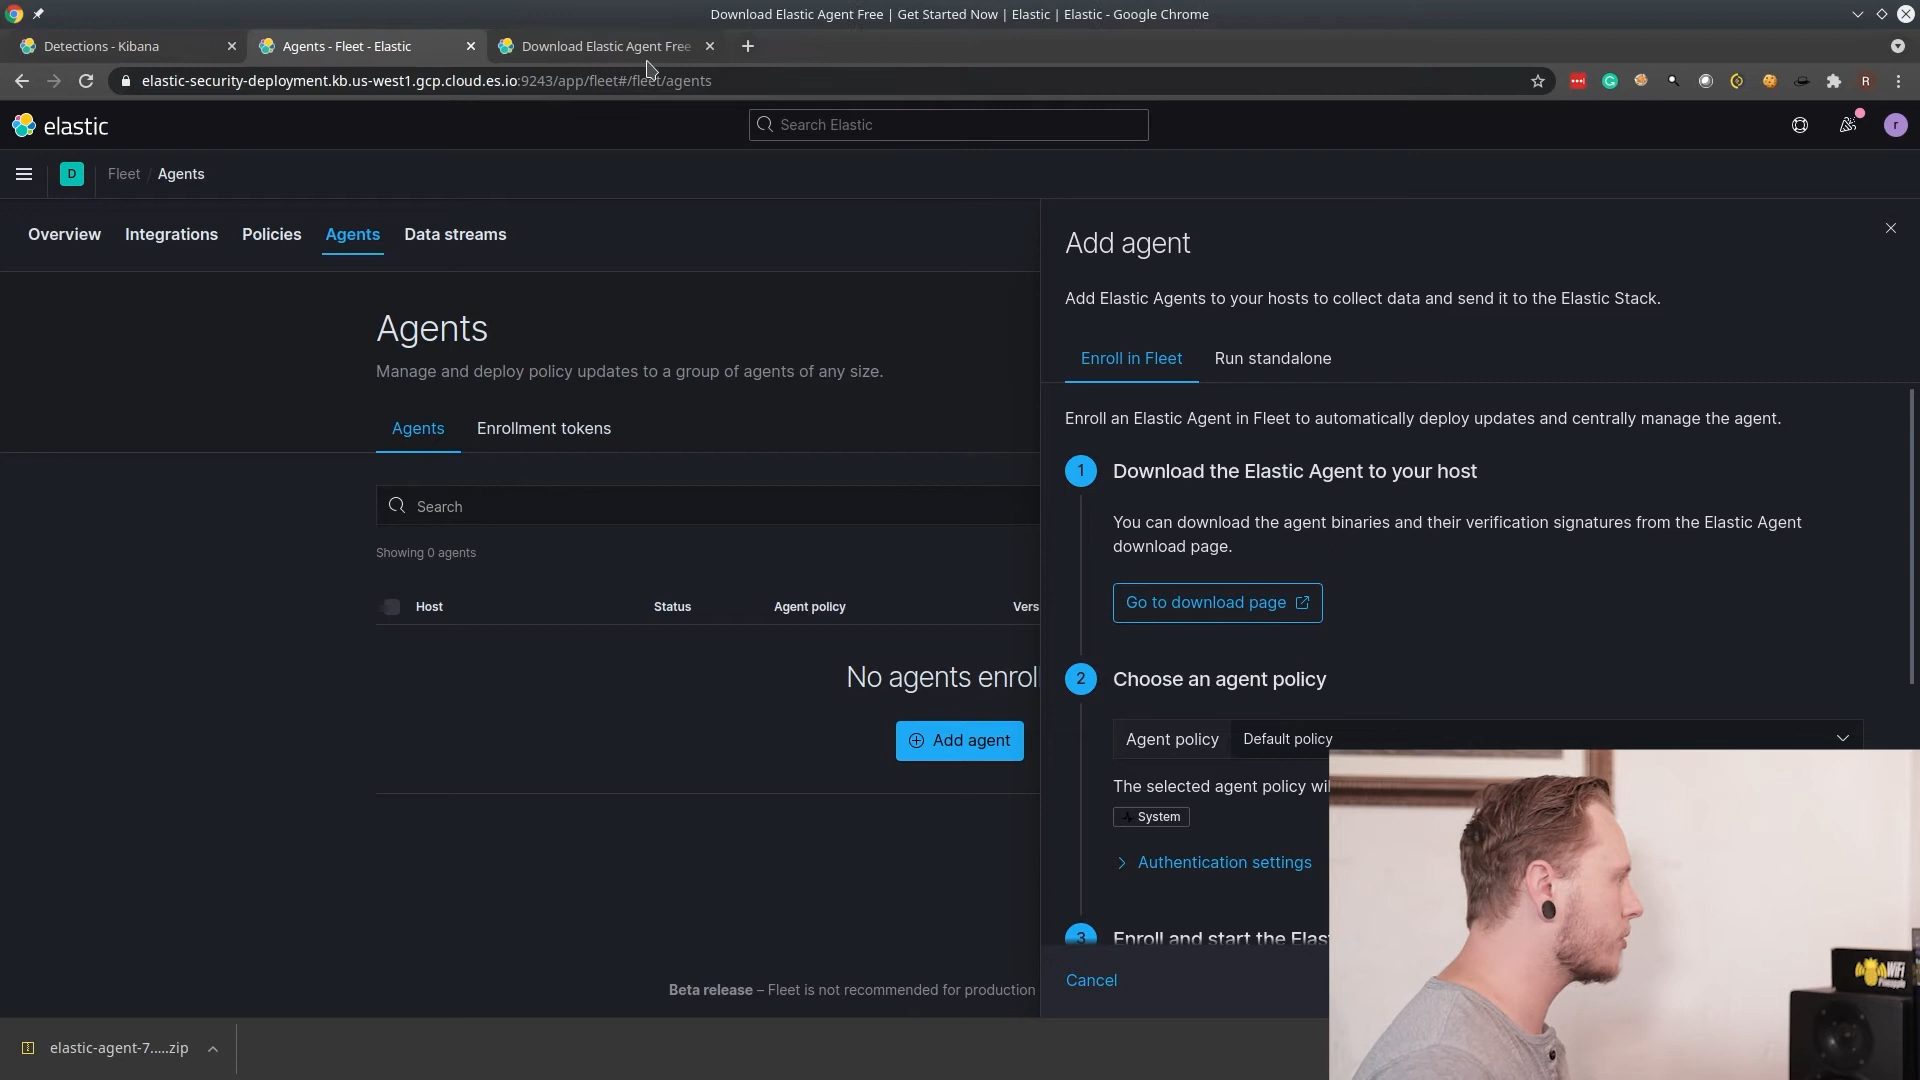 Download Elastic Agent Free | Get Started Now | Elastic | Elastic - Google Chrome
Detections - Kibana
Agents - Fleet - Elastic
Download Elastic Agent Free
elastic-security-deployment.kb.us-west1.gcp.cloud.es.io:9243/app/fleet#/fleet/agents
R
elastic
Search Elastic
r
D
Fleet / Agents
Overview
Integrations
Policies
Agents
Data streams
Agents
Manage and deploy policy updates to a group of agents of any size.
Agents
Enrollment tokens
Search
Showing 0 agents
Host
Status
Agent policy
Vers
No agents enrol
Add agent
Beta release – Fleet is not recommended for production
Add agent
Add Elastic Agents to your hosts to collect data and send it to the Elastic Stack.
Enroll in Fleet
Run standalone
Enroll an Elastic Agent in Fleet to automatically deploy updates and centrally manage the agent.
1
Download the Elastic Agent to your host
You can download the agent binaries and their verification signatures from the Elastic Agent
download page.
Go to download page
2
Choose an agent policy
Agent policy
Default policy
The selected agent policy wil
System
Authentication settings
3
Enroll and start the Elas
Cancel
elastic-agent-7.....zip
WiFi
Pineapple